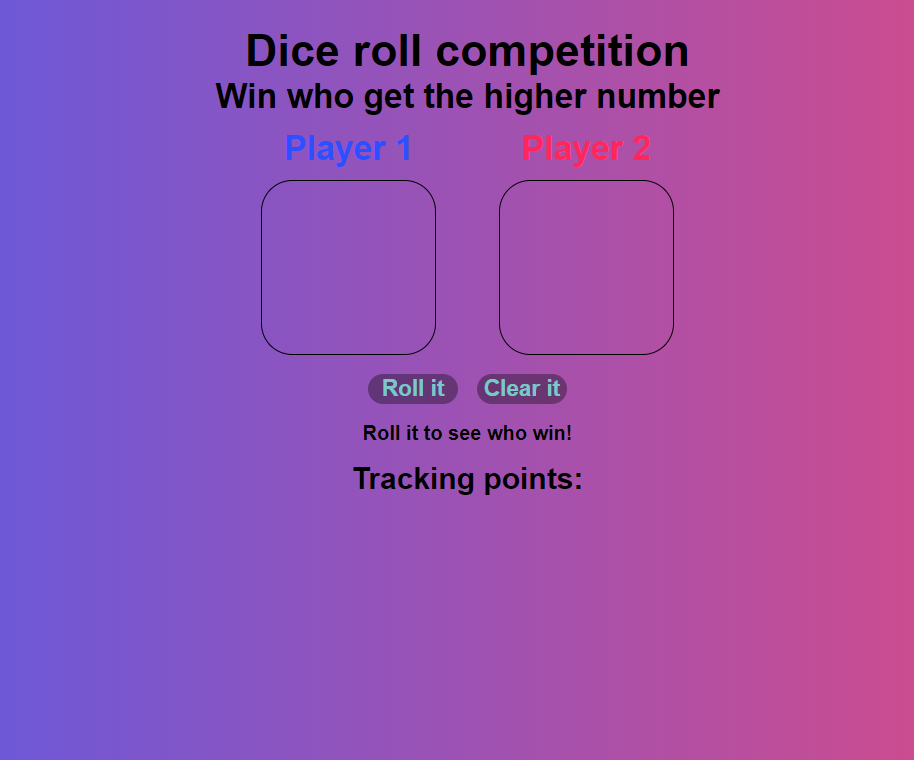 Dice roll competition
Win who get the higher number
Player 1 Player 2
Roll it Clear it
Roll it to see who win!
Tracking points: